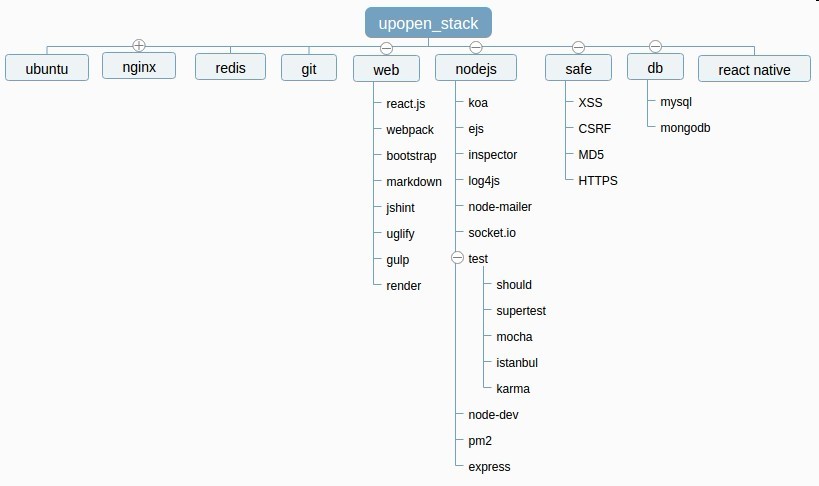 upopen_stack
ubuntu
nginx
redis
git
web
nodejs
safe
db
react native
react.js
webpack
bootstrap
markdown
jshint
uglify
gulp
render
koa
ejs
inspector
log4js
node-mailer
socket.io
test
should
supertest
mocha
istanbul
karma
node-dev
pm2
express
XSS
CSRF
MD5
HTTPS
mysql
mongodb